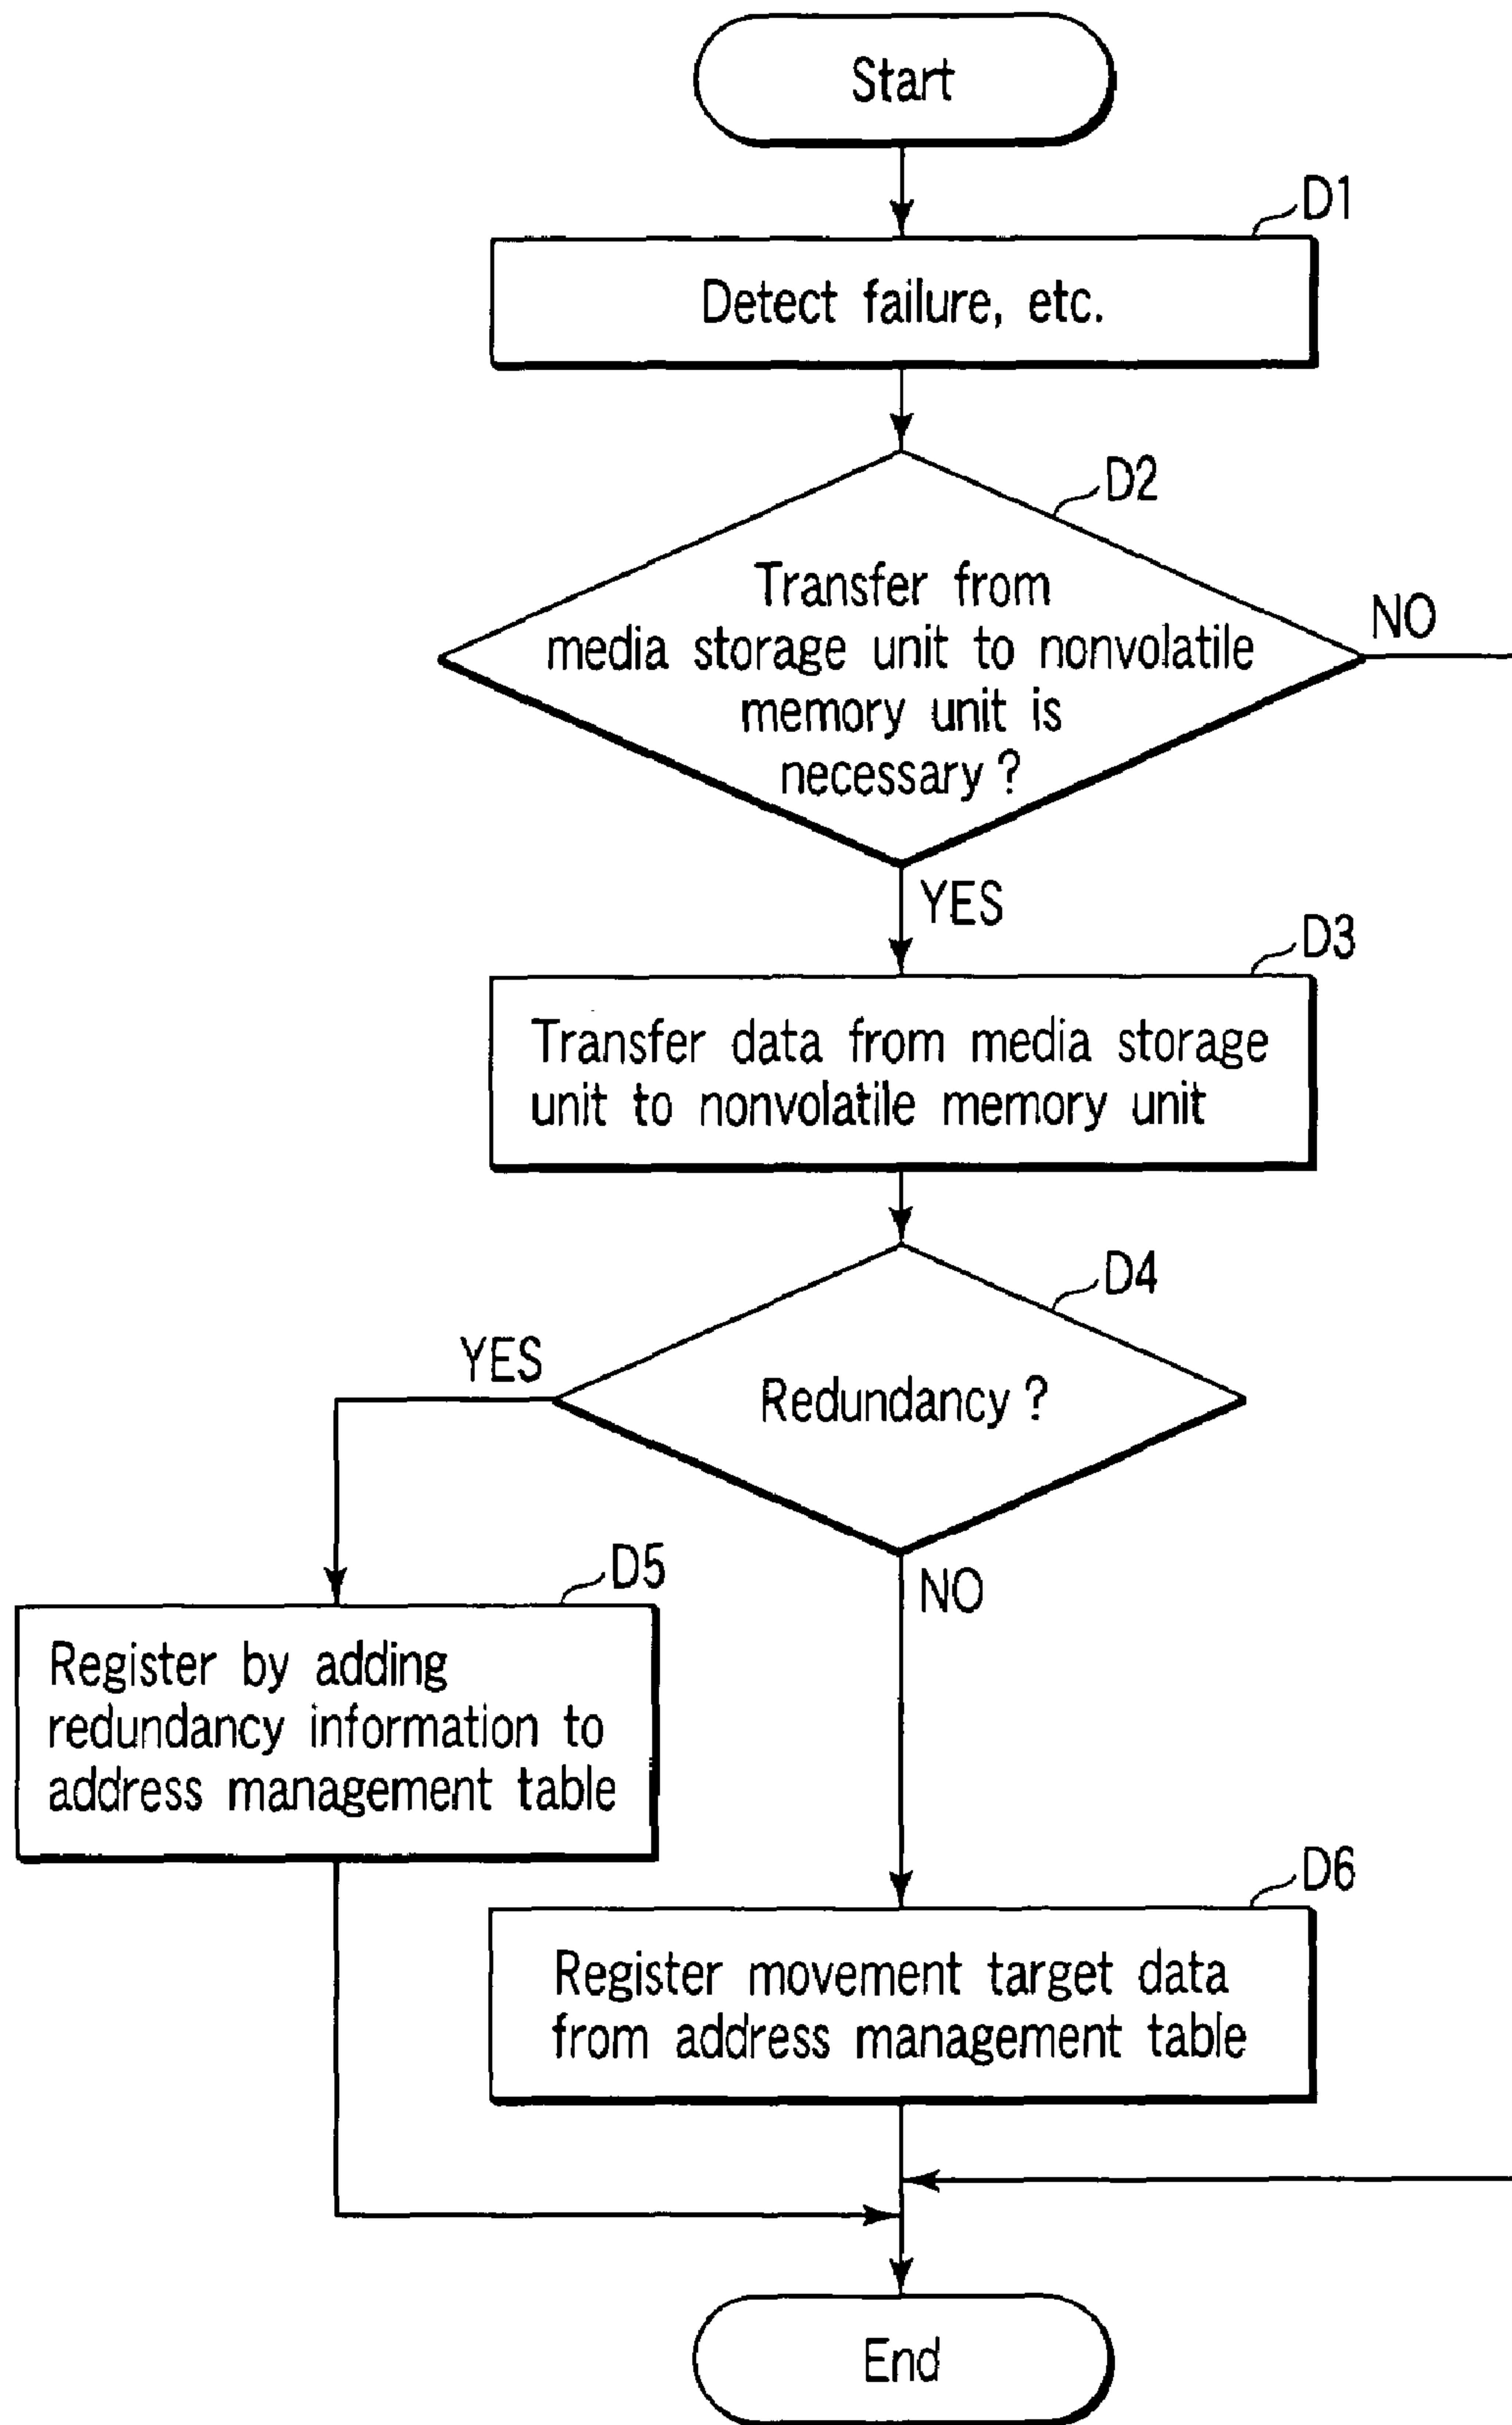 Start
D1
Detect failure, etc.
D2
Transfer from
media storage unit to nonvolatile
memory unit is
necessary ?
NO
YES
D3
Transfer data from media storage
unit to nonvolatile memory unit
D4
YES
Redundancy ?
NO
D5
Register by adding
redundancy information to
address management table
D6
Register movement target data
from address management table
End